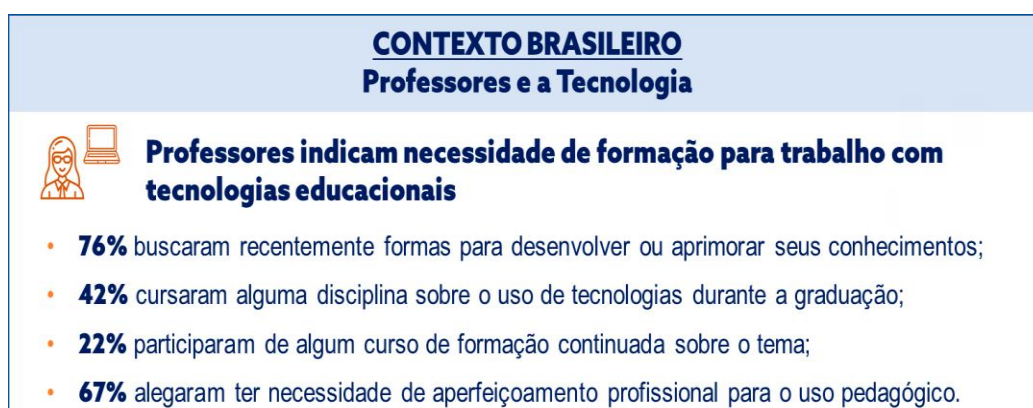 CONTEXTO BRASILEIRO
Professores e a Tecnologia
Professores indicam necessidade de formação para trabalho com
tecnologias educacionais
• 76% buscaram recentemente formas para desenvolver ou aprimorar seus conhecimentos;
• 42% cursaram alguma disciplina sobre o uso de tecnologias durante a graduação;
• 22% participaram de algum curso de formação continuada sobre o tema;
• 67% alegaram ter necessidade de aperfeiçoamento profissional para o uso pedagógico.